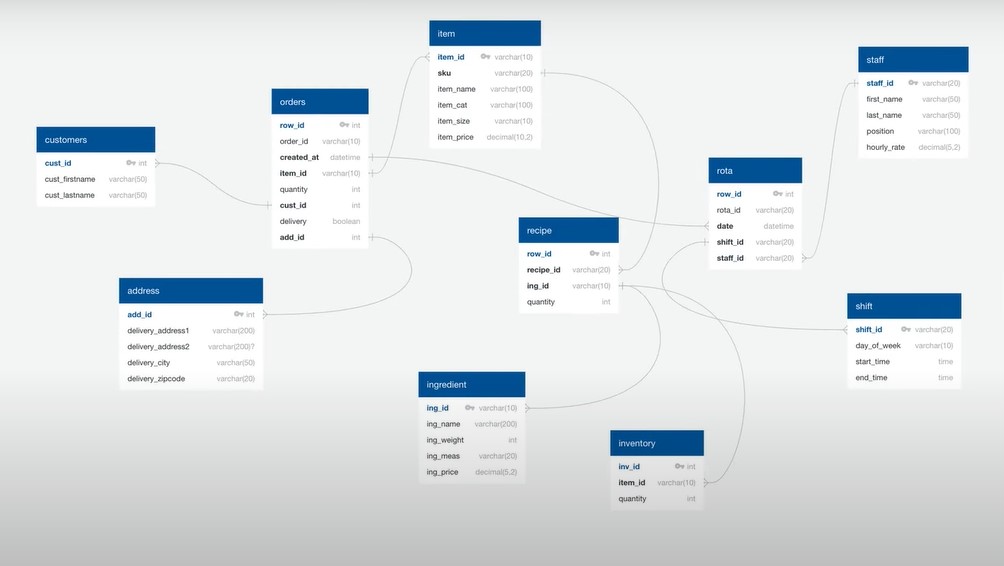 item
item_id varchar(10)
sku varchar(20)
item_name varchar(100)
item_cat varchar(100)
item_size varchar(10)
item_price decimal(10,2)
staff
staff_id varchar(20)
first_name varchar(50)
last_name varchar(50)
position varchar(100)
hourly_rate decimal(5,2)
orders
row_id int
order_id varchar(10)
created_at datetime
item_id varchar(10)
quantity int
cust_id int
delivery boolean
add_id int
customers
cust_id int
cust_firstname varchar(50)
cust_lastname varchar(50)
rota
row_id int
rota_id varchar(20)
date datetime
shift_id varchar(20)
staff_id varchar(20)
recipe
row_id int
recipe_id varchar(20)
ing_id varchar(10)
quantity int
address
add_id int
delivery_address1 varchar(200)
delivery_address2 varchar(200)?
delivery_city varchar(50)
delivery_zipcode varchar(20)
shift
shift_id varchar(20)
day_of_week varchar(10)
start_time time
end_time time
ingredient
ing_id varchar(10)
ing_name varchar(200)
ing_weight int
ing_meas varchar(20)
ing_price decimal(5,2)
inventory
inv_id int
item_id varchar(10)
quantity int